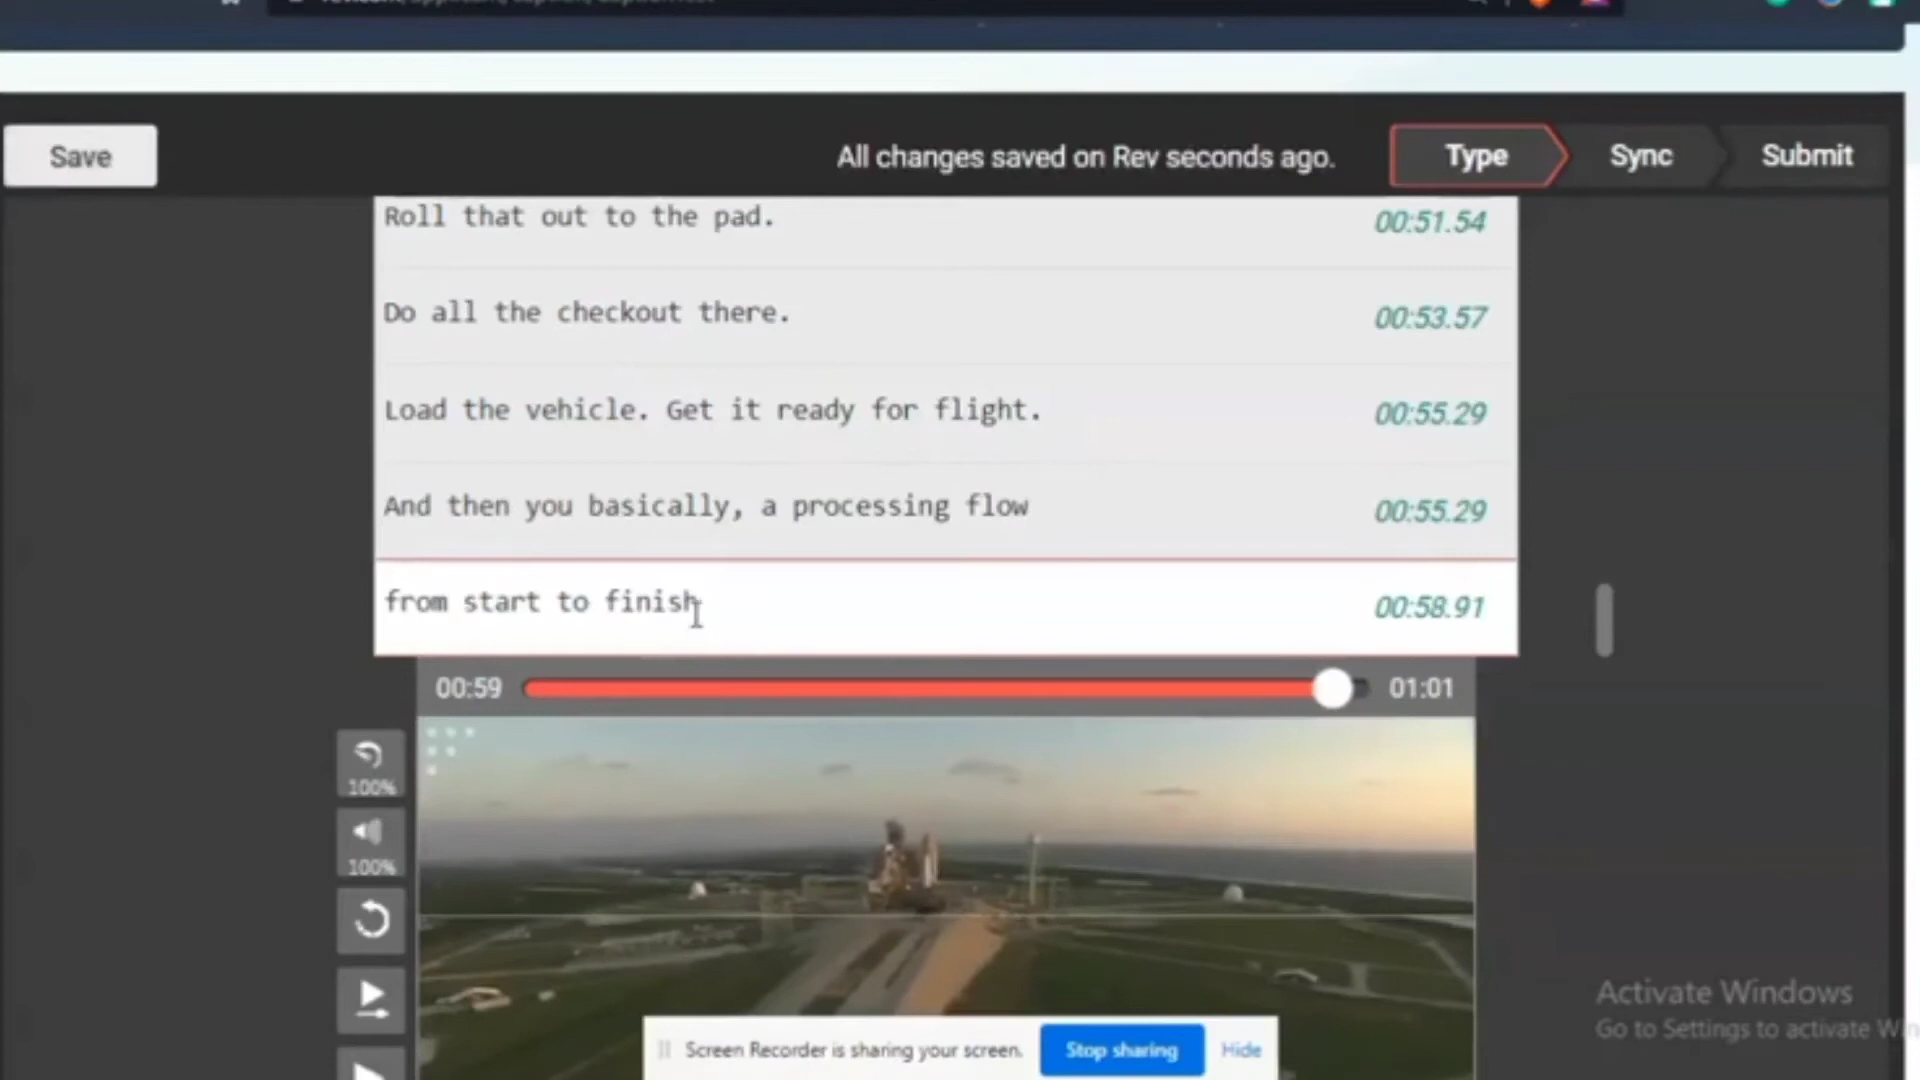 Save
All changes saved on Rev seconds ago.
Type
Sync
Submit
Roll that out to the pad.
00:51.54
Do all the checkout there.
00:53.57
Load the vehicle. Get it ready for flight.
00:55.29
And then you basically, a processing flow
00:55.29
from start to finish
00:58.91
00:59
01:01
100%
100%
Activate Windows
Go to Settings to activate Win
Screen Recorder is sharing your screen.
Stop sharing
Hide